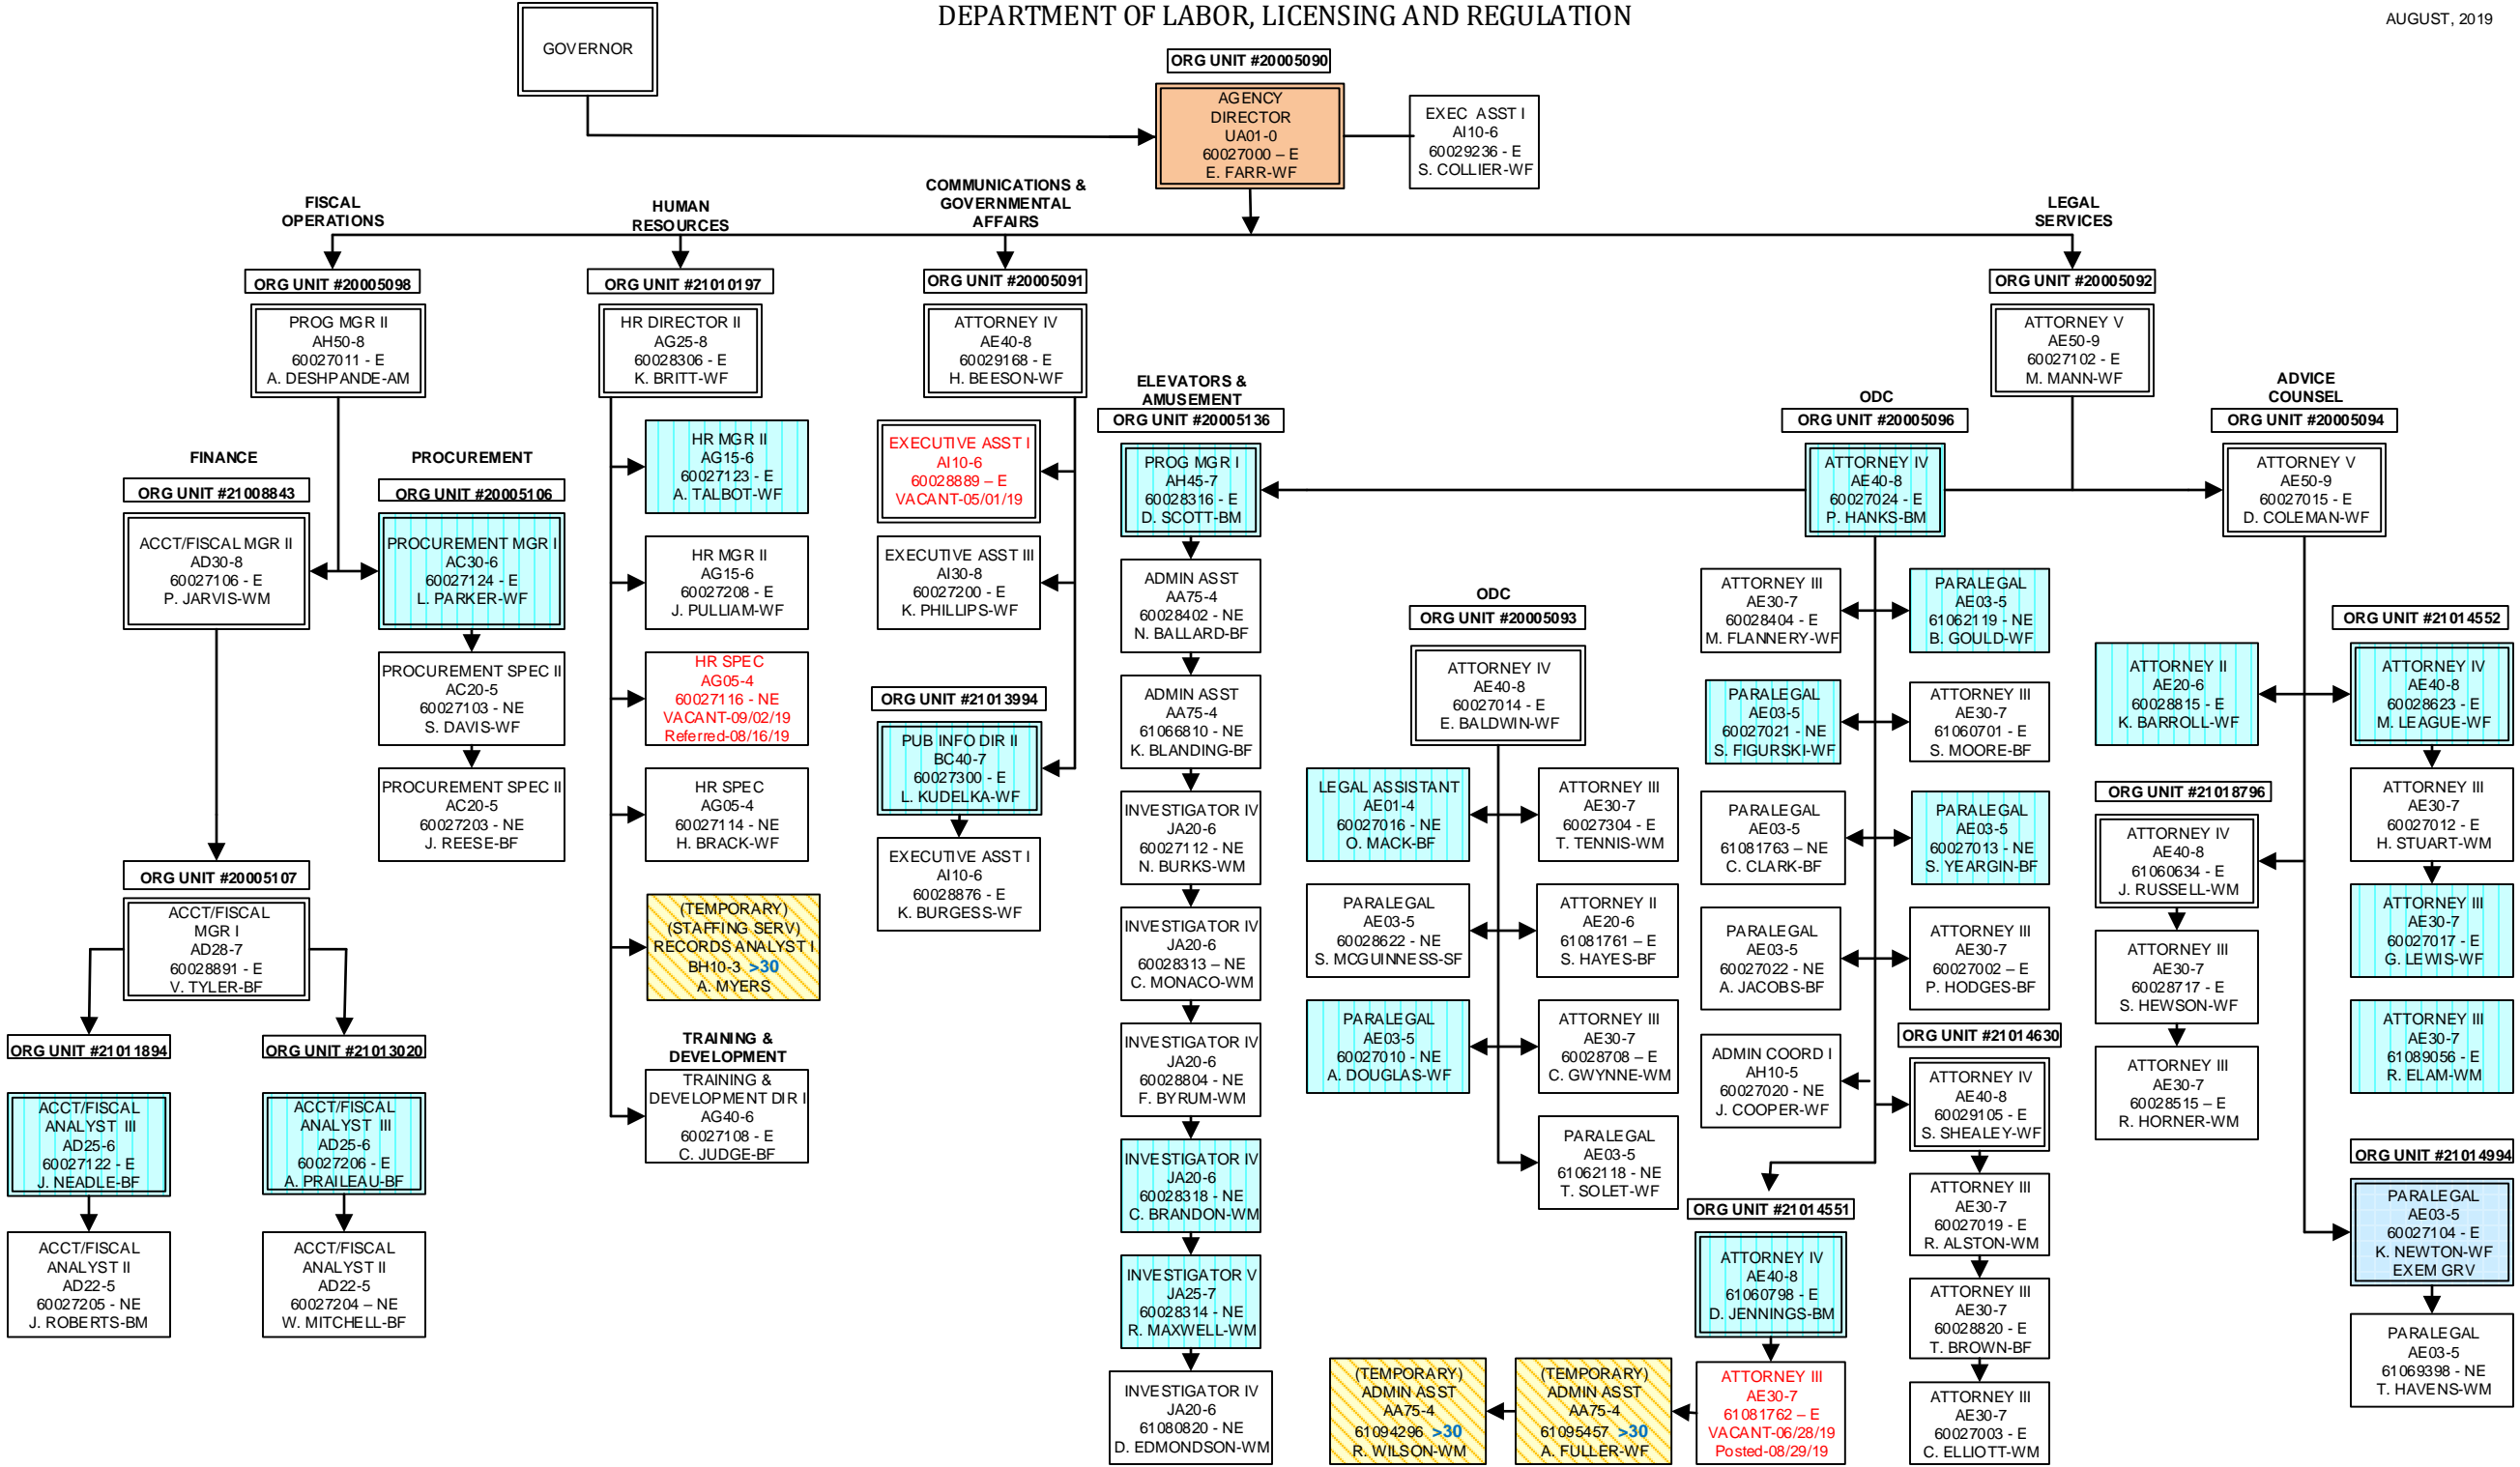 DEPARTMENT OF LABOR, LICENSING AND REGULATION
AUGUST, 2019
GOVERNOR
ORG UNIT #20005090
AGENCY
DIRECTOR
UA01-0
60027000 – E
E. FARR-WF
EXEC ASST I
AI10-6
60029236 - E
S. COLLIER-WF
FISCAL
OPERATIONS
ORG UNIT #20005098
PROG MGR II
AH50-8
60027011 - E
A. DESHPANDE-AM
FINANCE
ORG UNIT #21008843
ACCT/FISCAL MGR II
AD30-8
60027106 - E
P. JARVIS-WM
PROCUREMENT
ORG UNIT #20005106
PROCUREMENT MGR I
AC30-6
60027124 - E
L. PARKER-WF
PROCUREMENT SPEC II
AC20-5
60027103 - NE
S. DAVIS-WF
PROCUREMENT SPEC II
AC20-5
60027203 - NE
J. REESE-BF
ORG UNIT #20005107
ACCT/FISCAL
MGR I
AD28-7
60028891 - E
V. TYLER-BF
ORG UNIT #21011894
ACCT/FISCAL
ANALYST III
AD25-6
60027122 - E
J. NEADLE-BF
ACCT/FISCAL
ANALYST II
AD22-5
60027205 - NE
J. ROBERTS-BM
ORG UNIT #21013020
ACCT/FISCAL
ANALYST III
AD25-6
60027206 - E
A. PRAILEAU-BF
ACCT/FISCAL
ANALYST II
AD22-5
60027204 – NE
W. MITCHELL-BF
HUMAN
RESOURCES
ORG UNIT #21010197
HR DIRECTOR II
AG25-8
60028306 - E
K. BRITT-WF
HR MGR II
AG15-6
60027123 - E
A. TALBOT-WF
HR MGR II
AG15-6
60027208 - E
J. PULLIAM-WF
HR SPEC
AG05-4
60027116 - NE
VACANT-09/02/19
Referred-08/16/19
HR SPEC
AG05-4
60027114 - NE
H. BRACK-WF
(TEMPORARY)
(STAFFING SERV)
RECORDS ANALYST I
BH10-3 >30
A. MYERS
TRAINING &
DEVELOPMENT
TRAINING &
DEVELOPMENT DIR I
AG40-6
60027108 - E
C. JUDGE-BF
COMMUNICATIONS &
GOVERNMENTAL
AFFAIRS
ORG UNIT #20005091
ATTORNEY IV
AE40-8
60029168 - E
H. BEESON-WF
EXECUTIVE ASST I
AI10-6
60028889 – E
VACANT-05/01/19
EXECUTIVE ASST III
AI30-8
60027200 - E
K. PHILLIPS-WF
ORG UNIT #21013994
PUB INFO DIR II
BC40-7
60027300 - E
L. KUDELKA-WF
EXECUTIVE ASST I
AI10-6
60028876 - E
K. BURGESS-WF
LEGAL
SERVICES
ORG UNIT #20005092
ATTORNEY V
AE50-9
60027102 - E
M. MANN-WF
ELEVATORS &
AMUSEMENT
ORG UNIT #20005136
PROG MGR I
AH45-7
60028316 - E
D. SCOTT-BM
ADMIN ASST
AA75-4
60028402 - NE
N. BALLARD-BF
ADMIN ASST
AA75-4
61066810 - NE
K. BLANDING-BF
INVESTIGATOR IV
JA20-6
60027112 - NE
N. BURKS-WM
INVESTIGATOR IV
JA20-6
60028313 – NE
C. MONACO-WM
INVESTIGATOR IV
JA20-6
60028804 - NE
F. BYRUM-WM
INVESTIGATOR IV
JA20-6
60028318 - NE
C. BRANDON-WM
INVESTIGATOR V
JA25-7
60028314 - NE
R. MAXWELL-WM
INVESTIGATOR IV
JA20-6
61080820 - NE
D. EDMONDSON-WM
ODC
ORG UNIT #20005093
ATTORNEY IV
AE40-8
60027014 - E
E. BALDWIN-WF
LEGAL ASSISTANT
AE01-4
60027016 - NE
O. MACK-BF
ATTORNEY III
AE30-7
60027304 - E
T. TENNIS-WM
PARALEGAL
AE03-5
60028622 - NE
S. MCGUINNESS-SF
ATTORNEY II
AE20-6
61081761 – E
S. HAYES-BF
PARALEGAL
AE03-5
60027010 - NE
A. DOUGLAS-WF
ATTORNEY III
AE30-7
60028708 – E
C. GWYNNE-WM
PARALEGAL
AE03-5
61062118 - NE
T. SOLET-WF
ODC
ORG UNIT #20005096
ATTORNEY IV
AE40-8
60027024 - E
P. HANKS-BM
ATTORNEY III
AE30-7
60028404 - E
M. FLANNERY-WF
PARALEGAL
AE03-5
61062119 - NE
B. GOULD-WF
PARALEGAL
AE03-5
60027021 - NE
S. FIGURSKI-WF
ATTORNEY III
AE30-7
61060701 – E
S. MOORE-BF
PARALEGAL
AE03-5
61081763 – NE
C. CLARK-BF
PARALEGAL
AE03-5
60027013 - NE
S. YEARGIN-BF
PARALEGAL
AE03-5
60027022 - NE
A. JACOBS-BF
ATTORNEY III
AE30-7
60027002 – E
P. HODGES-BF
ADMIN COORD I
AH10-5
60027020 - NE
J. COOPER-WF
ORG UNIT #21014630
ATTORNEY IV
AE40-8
60029105 - E
S. SHEALEY-WF
ATTORNEY III
AE30-7
60027019 - E
R. ALSTON-WM
ATTORNEY III
AE30-7
60028820 - E
T. BROWN-BF
ATTORNEY III
AE30-7
60027003 - E
C. ELLIOTT-WM
ORG UNIT #21014551
ATTORNEY IV
AE40-8
61060798 - E
D. JENNINGS-BM
ATTORNEY III
AE30-7
61081762 – E
VACANT-06/28/19
Posted-08/29/19
(TEMPORARY)
ADMIN ASST
AA75-4
61095457 >30
A. FULLER-WF
(TEMPORARY)
ADMIN ASST
AA75-4
61094296 >30
R. WILSON-WM
ADVICE
COUNSEL
ORG UNIT #20005094
ATTORNEY V
AE50-9
60027015 - E
D. COLEMAN-WF
ATTORNEY II
AE20-6
60028815 - E
K. BARROLL-WF
ORG UNIT #21014552
ATTORNEY IV
AE40-8
60028623 - E
M. LEAGUE-WF
ATTORNEY III
AE30-7
60027012 - E
H. STUART-WM
ATTORNEY III
AE30-7
60027017 - E
G. LEWIS-WF
ATTORNEY III
AE30-7
61089056 - E
R. ELAM-WM
ORG UNIT #21018796
ATTORNEY IV
AE40-8
61060634 - E
J. RUSSELL-WM
ATTORNEY III
AE30-7
60028717 - E
S. HEWSON-WF
ATTORNEY III
AE30-7
60028515 – E
R. HORNER-WM
ORG UNIT #21014994
PARALEGAL
AE03-5
60027104 - E
K. NEWTON-WF
EXEM GRV
PARALEGAL
AE03-5
61069398 - NE
T. HAVENS-WM